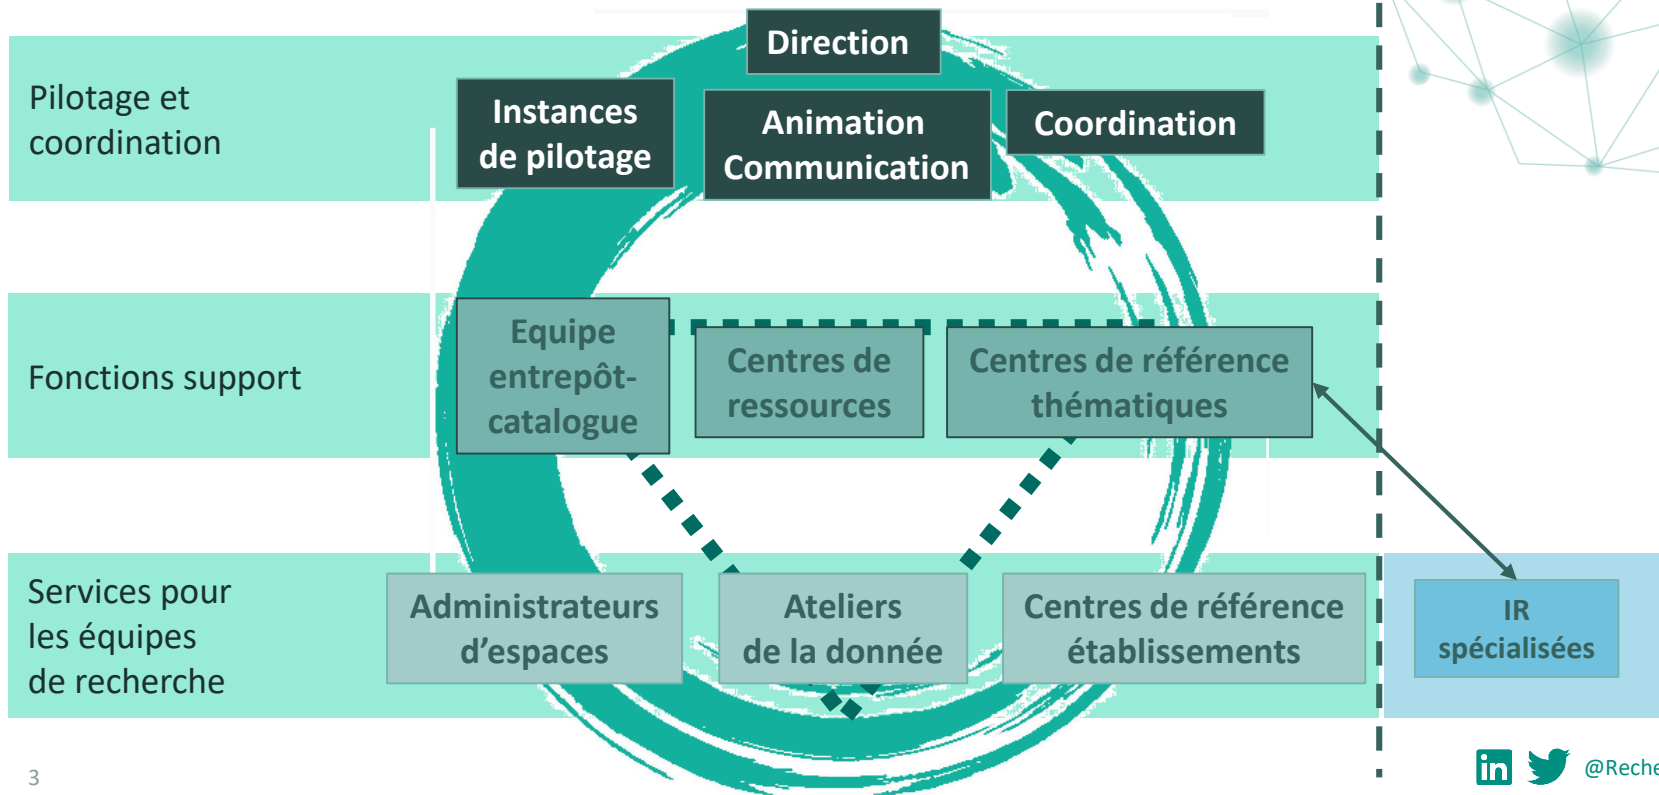 Direction
Pilotage et
coordination
Instances
de pilotage
Animation
Communication
Coordination
Fonctions support
Equipe
entrepôt-
catalogue
Centres de
ressources
Centres de référence
thématiques
Services pour
les équipes
de recherche
Administrateurs
d'espaces
Ateliers
de la donnée
Centres de référence
établissements
IR
spécialisées
3
in